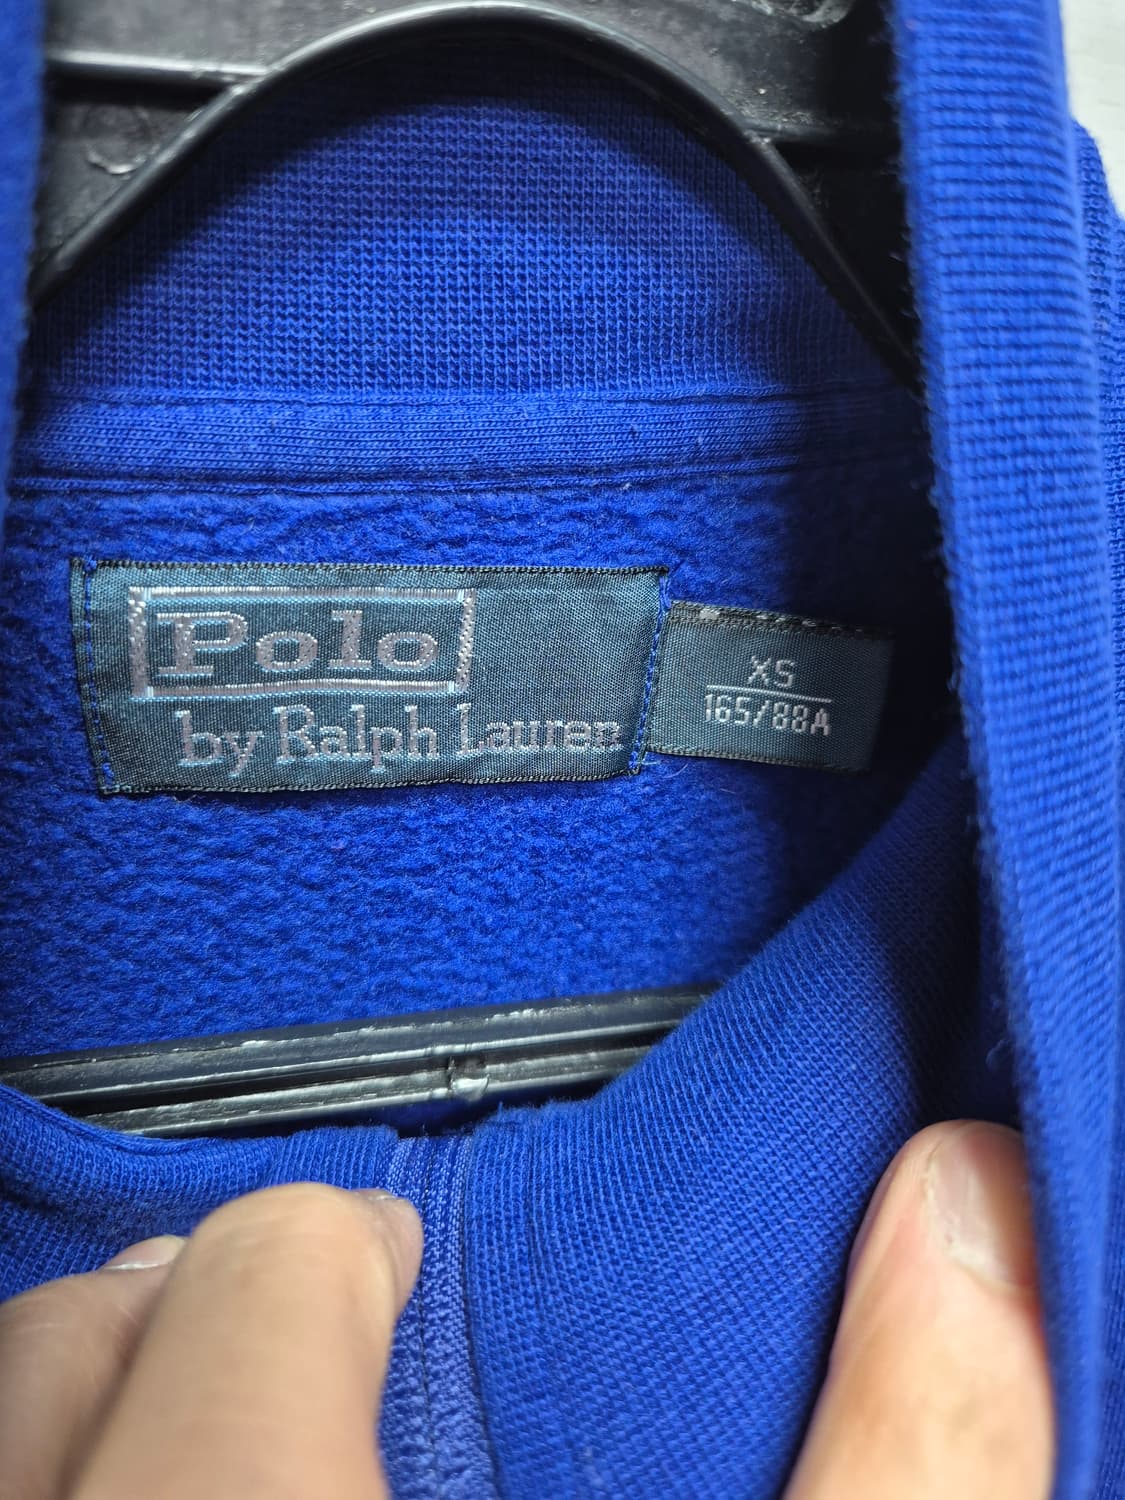 Polo
by Ralph Lauren
XS
165/88A